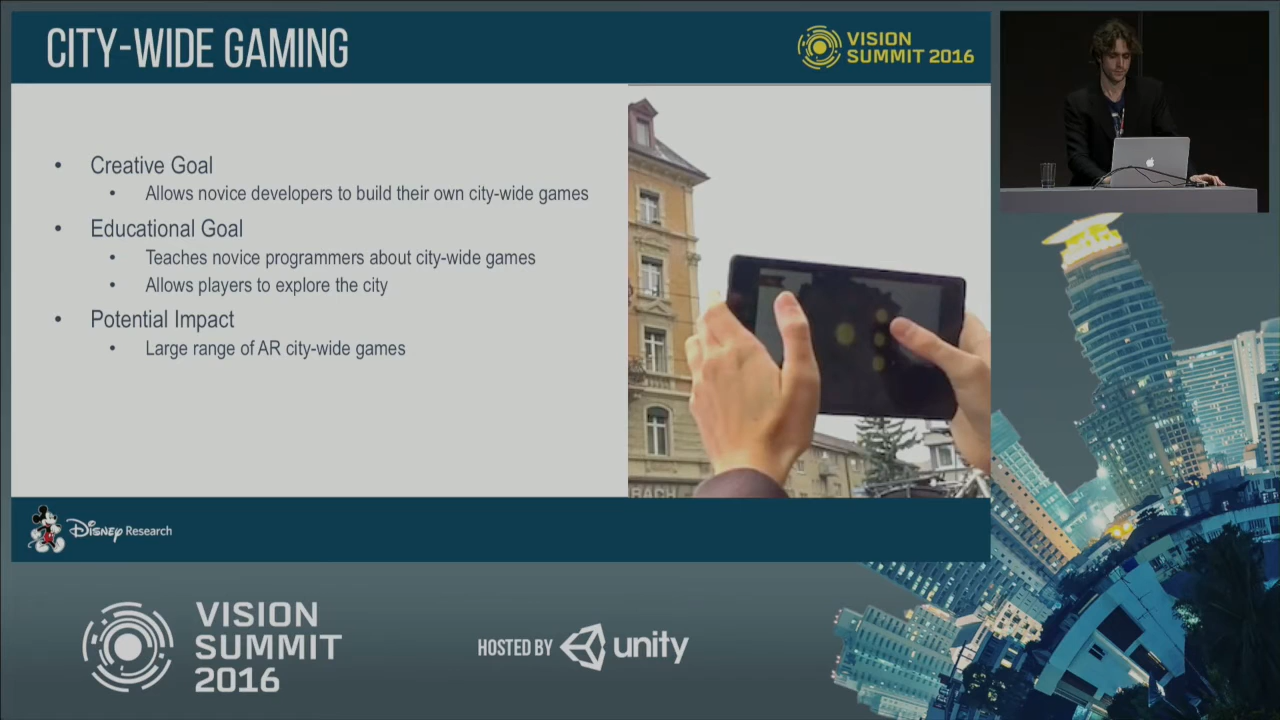 CITY-WIDE GAMING
VISION
SUMMIT 2016
• Creative Goal
• Allows novice developers to build their own city-wide games
• Educational Goal
• Teaches novice programmers about city-wide games
• Allows players to explore the city
• Potential Impact
• Large range of AR city-wide games
Disney Research
VISION
SUMMIT
2016
HOSTED BY unity